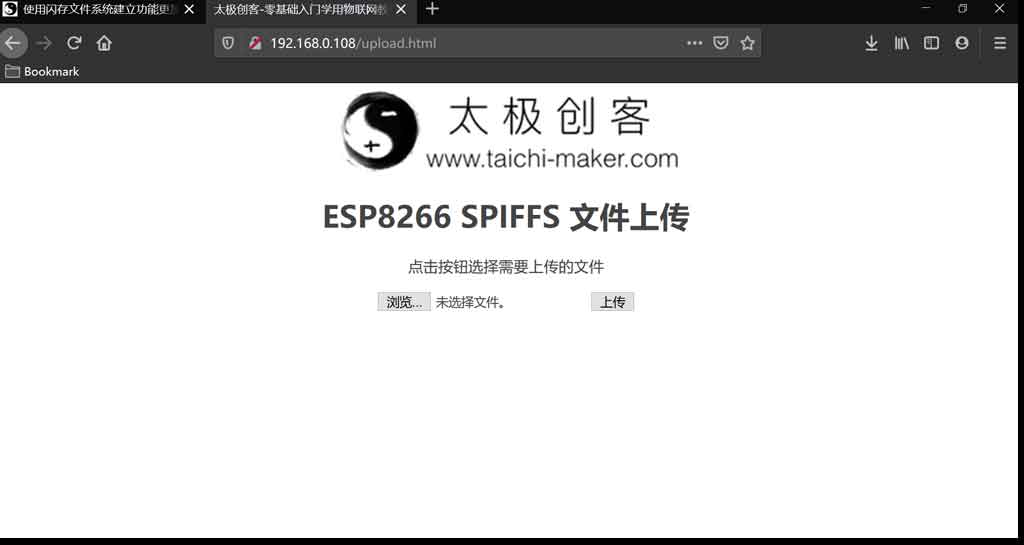 使用闪存文件系统建立功能更
太极创客-零基础入门学用物联网教
192.168.0.108/upload.html
Bookmark
太极创客
www.taichi-maker.com
ESP8266 SPIFFS 文件上传
点击按钮选择需要上传的文件
浏览... 未选择文件。 上传